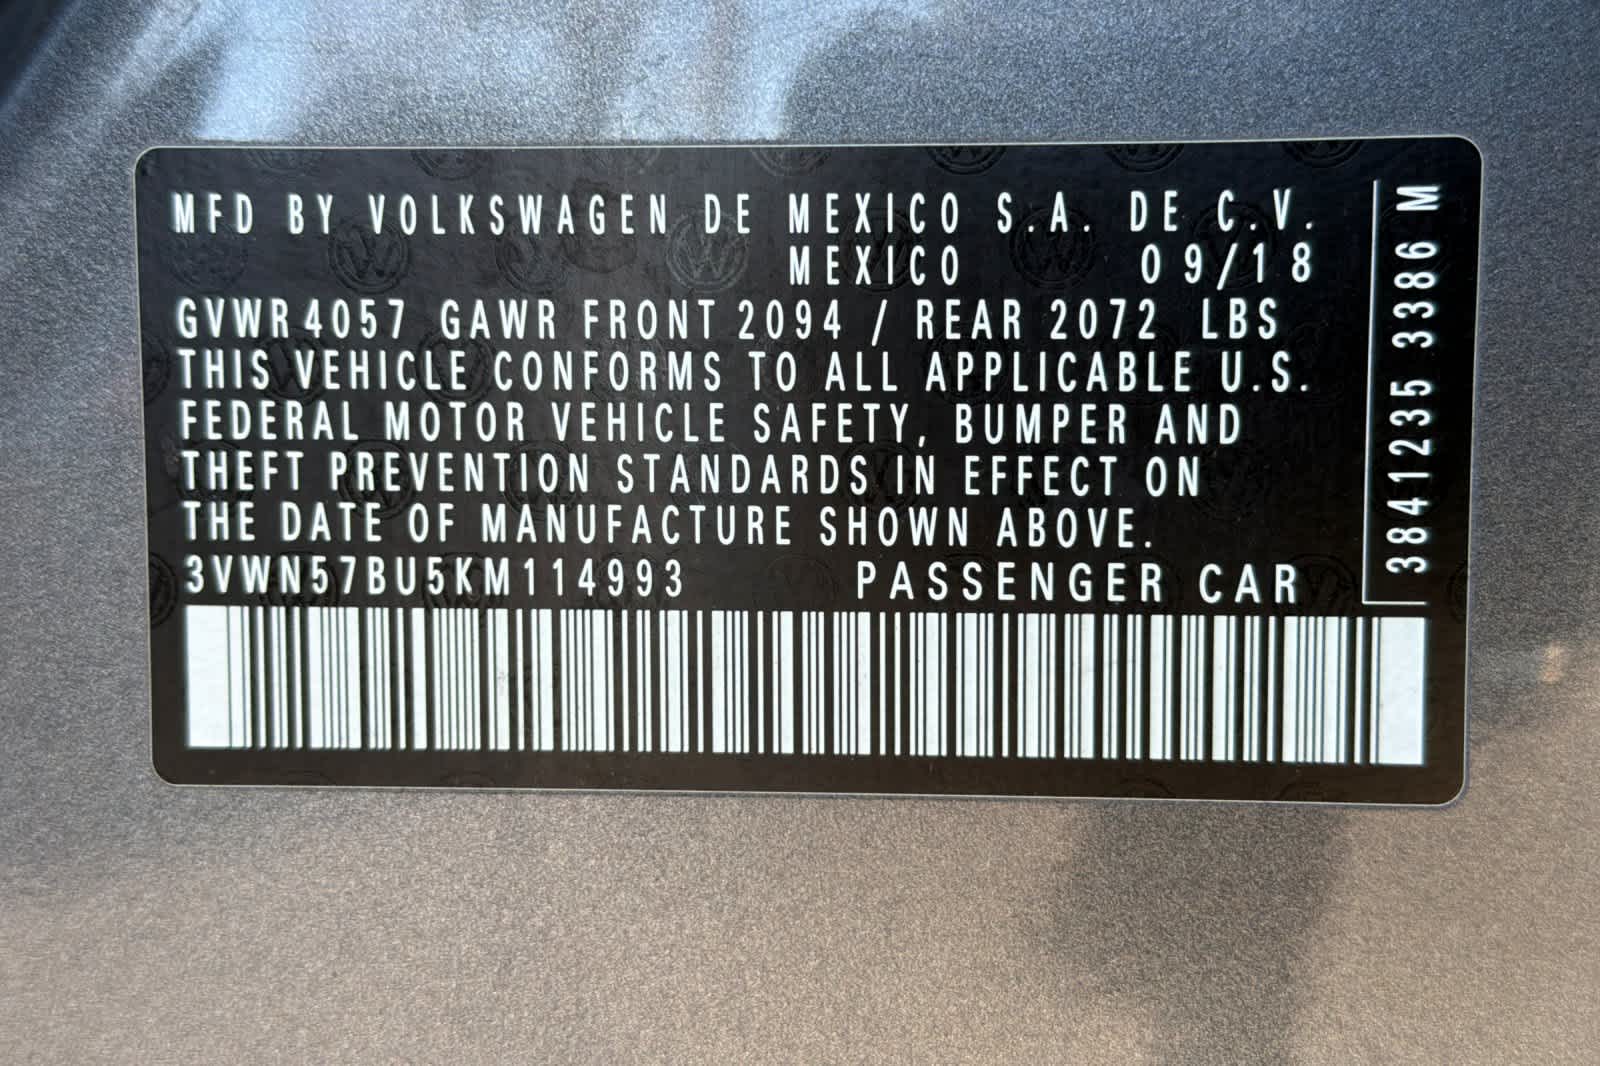 MFD BY VOLKSWAGEN DE MEXICO S.A. DE C.V.
MEXICO 09/18
GVWR 4057 GAWR FRONT 2094 / REAR 2072 LBS
THIS VEHICLE CONFORMS TO ALL APPLICABLE U.S.
FEDERAL MOTOR VEHICLE SAFETY, BUMPER AND
THEFT PREVENTION STANDARDS IN EFFECT ON
THE DATE OF MANUFACTURE SHOWN ABOVE.
3VWN57BU5KM114993 PASSENGER CAR
3841235 3386 M